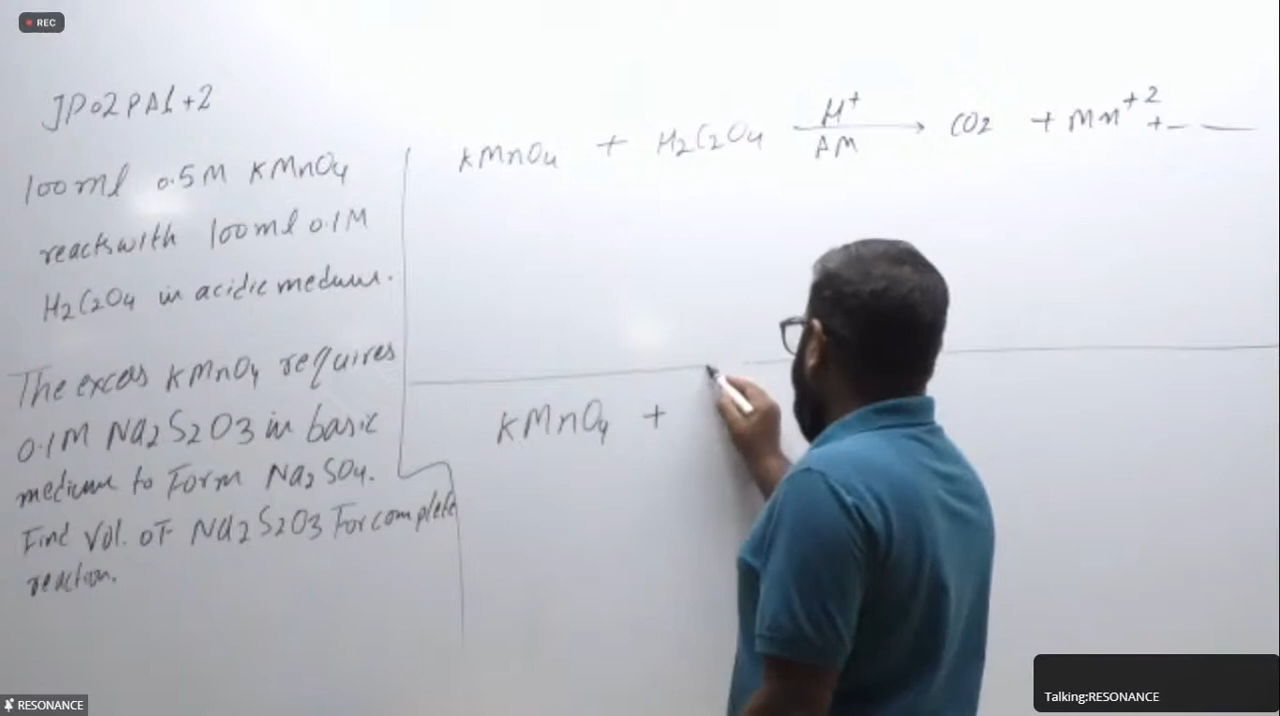 REC
JP02PA1+2
100ml 0.5M KMnO4
reacts with 100ml 0.1M
H2C2O4 in acidic medium.
The excess KMnO4 requires
0.1M Na2S2O3 in basic
medium to Form Na2SO4.
Find Vol. of Na2S2O3 For complete
reaction.
KMnO4 + H2C2O4 H+ AM → CO2 + Mn+2 + — —
KMnO4 +
RESONANCE
Talking:RESONANCE